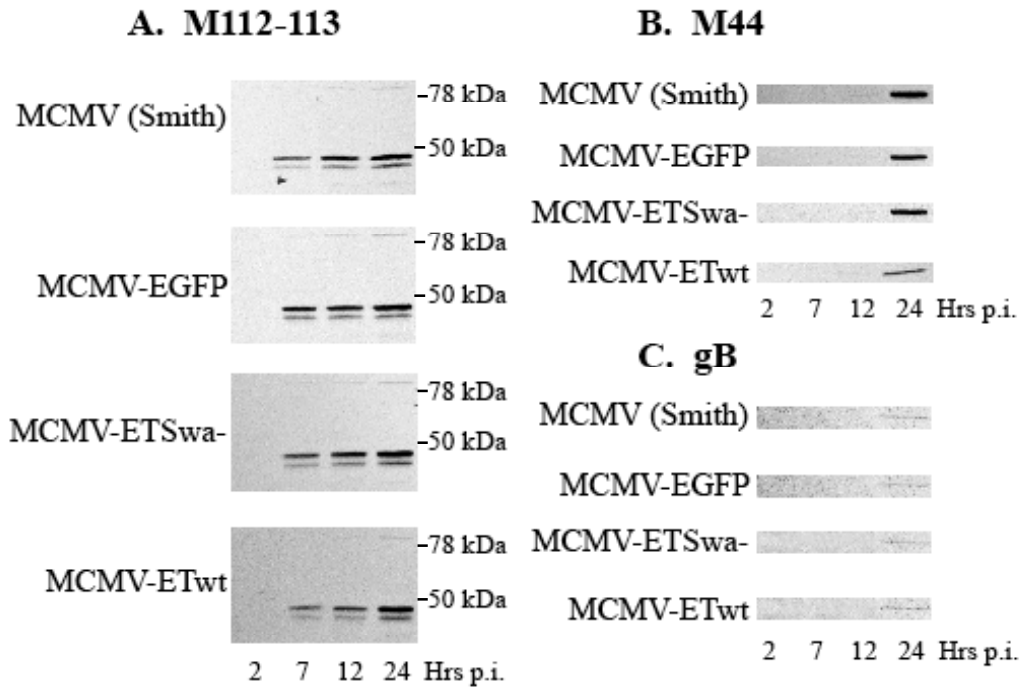 A. M112-113
MCMV (Smith)
78 kDa
50 kDa
MCMV-EGFP
78 kDa
50 kDa
MCMV-ETSwa-
78 kDa
50 kDa
MCMV-ETwt
78 kDa
50 kDa
2 7 12 24 Hrs p.i.
B. M44
MCMV (Smith)
MCMV-EGFP
MCMV-ETSwa-
MCMV-ETwt
2 7 12 24 Hrs p.i.
C. gB
MCMV (Smith)
MCMV-EGFP
MCMV-ETSwa-
MCMV-ETwt
2 7 12 24 Hrs p.i.